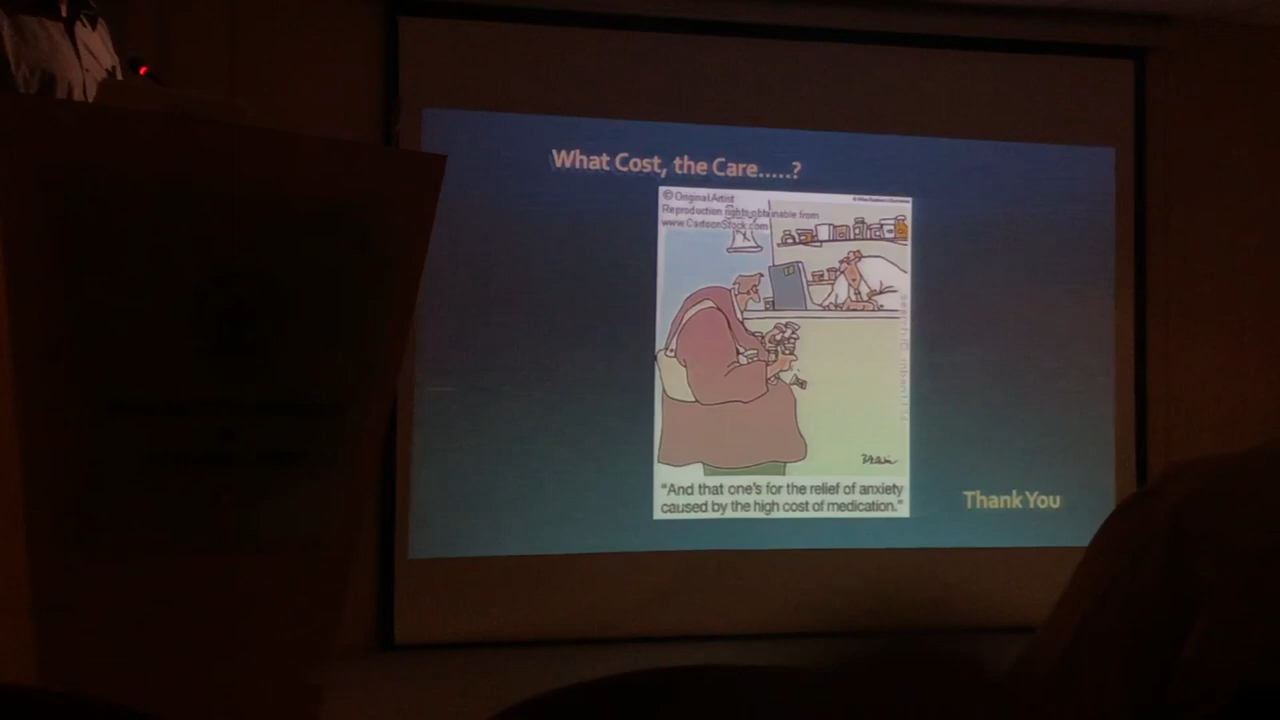 What Cost, the Care.....?
© Original Artist
Reproduction rights obtainable from
www.CartoonStock.com
"And that one's for the relief of anxiety
caused by the high cost of medication."
Thank You